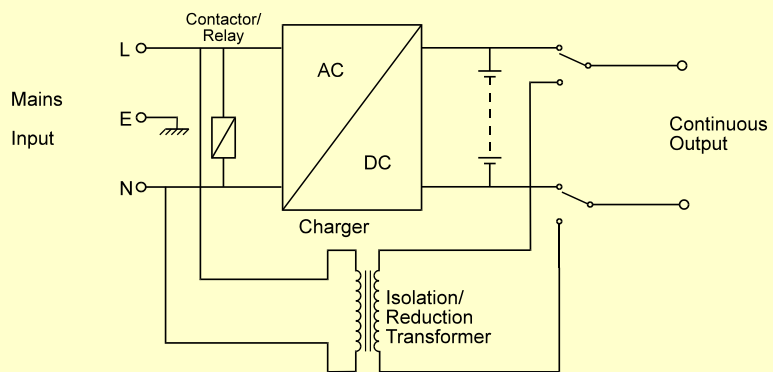 Contactor/
Relay
L
AC
Mains
E
Input
Continuous
Output
DC
N
Charger
Isolation/
Reduction
Transformer